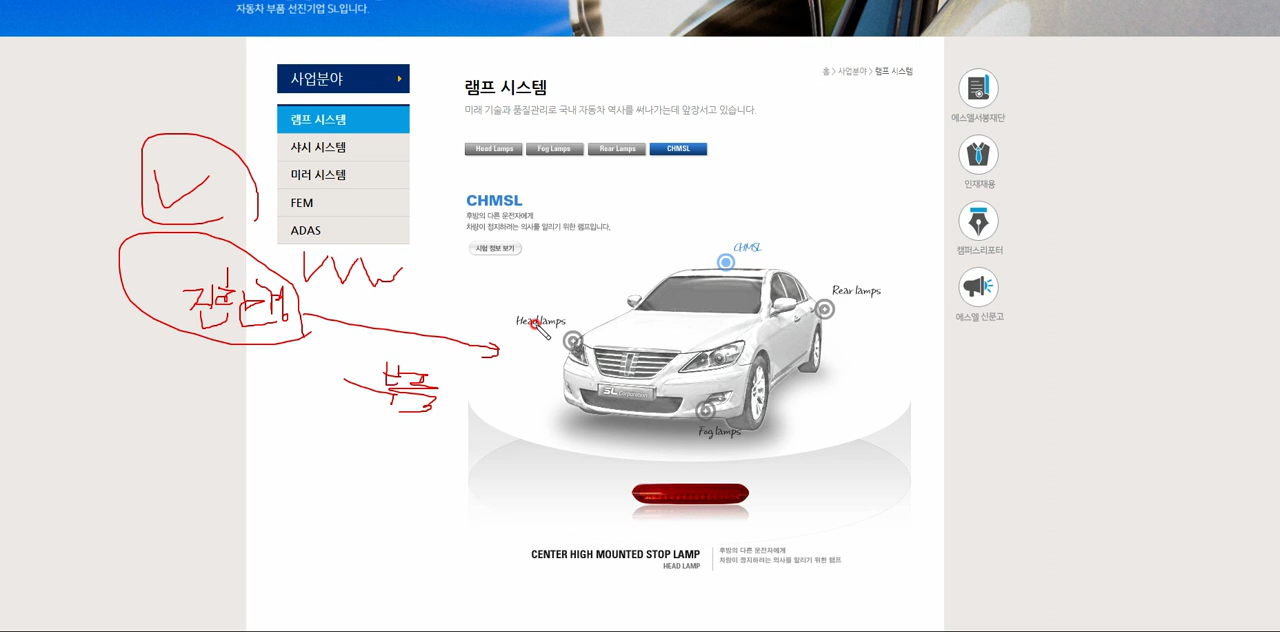 자동차 부품 선진기업 SL입니다.
사업분야
램프 시스템
샤시 시스템
미러 시스템
FEM
ADAS
홈 > 사업분야 > 램프 시스템
램프 시스템
미래 기술과 품질관리로 국내 자동차 역사를 써나가는데 앞장서고 있습니다.
Head Lamps
Fog Lamps
Rear Lamps
CHMSL
CHMSL
후방의 다른 운전자에게
차량이 정지하려는 의사를 알리기 위한 램프입니다.
시험 정보 보기
CHMSL
Rear lamps
Head lamps
SL Corporation
Fog lamps
CENTER HIGH MOUNTED STOP LAMP
HEAD LAMP
후방의 다른 운전자에게
차량이 정지하려는 의사를 알리기 위한 램프
에스엘서봉재단
인재채용
캠퍼스리포터
에스엘 신문고
부품